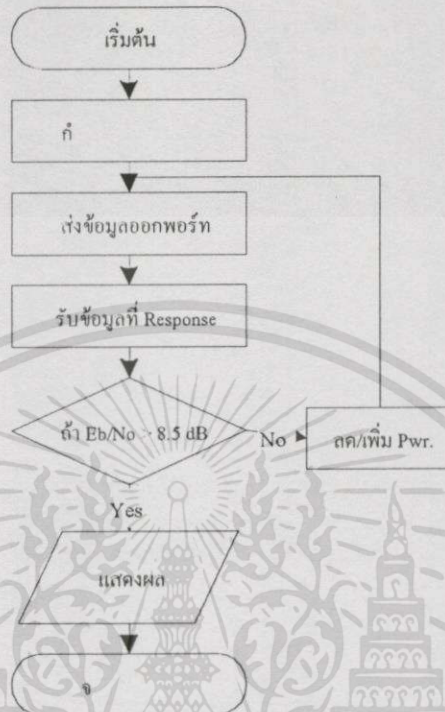 เริ่มต้น
กำ
ส่งข้อมูลออกพอร์ท
รับข้อมูลที่ Response
ถ้า Eb/No 8.5 dB
No
ลด/เพิ่ม Pwr.
Yes
แสดงผล
จ